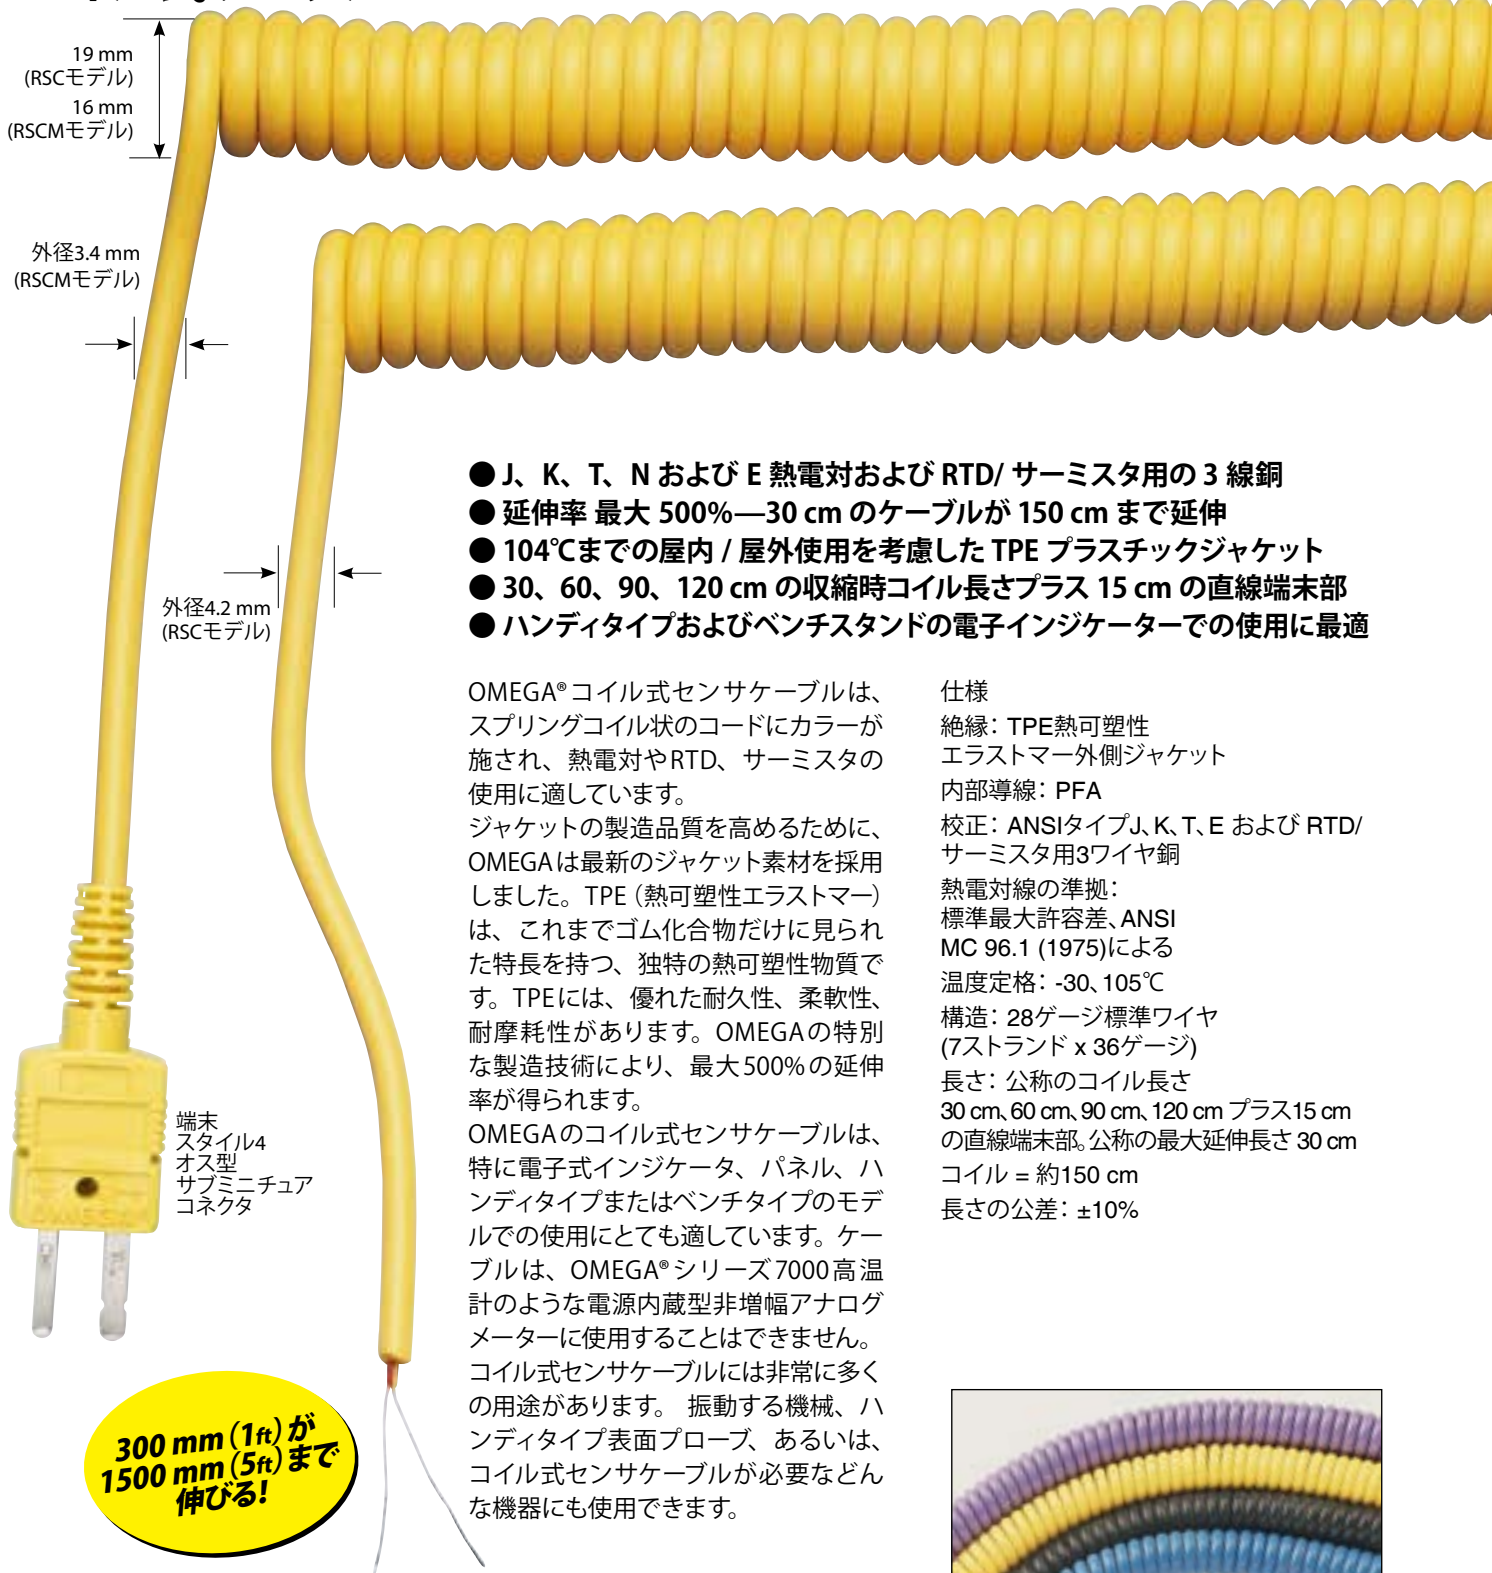 19 mm
(RSCモデル)
16 mm
(RSCMモデル)
外径3.4 mm
(RSCMモデル)
外径4.2 mm
(RSCモデル)
● J、K、T、N および E 熱電対および RTD/ サーミスタ用の 3 線銅
● 延伸率 最大 500%—30 cm のケーブルが 150 cm まで延伸
● 104℃までの屋内 / 屋外使用を考慮した TPE プラスチックジャケット
● 30、60、90、120 cm の収縮時コイル長さプラス 15 cm の直線端末部
● ハンディタイプおよびベンチスタンドの電子インジケーターでの使用に最適
OMEGA®コイル式センサケーブルは、
スプリングコイル状のコードにカラーが
施され、熱電対やRTD、サーミスタの
使用に適しています。
ジャケットの製造品質を高めるために、
OMEGAは最新のジャケット素材を採用
しました。TPE（熱可塑性エラストマー）
は、これまでゴム化合物だけに見られ
た特長を持つ、独特の熱可塑性物質で
す。TPEには、優れた耐久性、柔軟性、
耐摩耗性があります。OMEGAの特別
な製造技術により、最大500%の延伸
率が得られます。
OMEGAのコイル式センサケーブルは、
特に電子式インジケータ、パネル、ハ
ンディタイプまたはベンチタイプのモデ
ルでの使用にとても適しています。ケー
ブルは、OMEGA®シリーズ7000高温
計のような電源内蔵型非増幅アナログ
メーターに使用することはできません。
コイル式センサケーブルには非常に多く
の用途があります。 振動する機械、ハ
ンディタイプ表面プローブ、あるいは、
コイル式センサケーブルが必要などん
な機器にも使用できます。
仕様
絶縁：TPE熱可塑性
エラストマー外側ジャケット
内部導線：PFA
校正：ANSIタイプJ、K、T、E および RTD/
サーミスタ用3ワイヤ銅
熱電対線の準拠：
標準最大許容差、ANSI
MC 96.1 (1975)による
温度定格：-30、105℃
構造：28ゲージ標準ワイヤ
(7ストランド x 36ゲージ)
長さ：公称のコイル長さ
30 cm、60 cm、90 cm、120 cm プラス15 cm
の直線端末部。公称の最大延伸長さ 30 cm
コイル = 約150 cm
長さの公差：±10%
端末
スタイル4
オス型
サブミニチュア
コネクタ
300 mm（1ft）が
1500 mm（5ft）まで
伸びる!